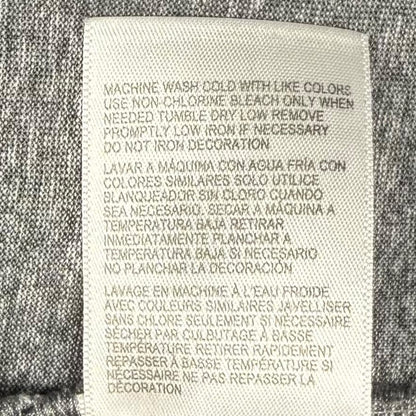 MACHINE WASH COLD WITH LIKE COLORS
USE NON-CHLORINE BLEACH ONLY WHEN
NEEDED TUMBLE DRY LOW REMOVE
PROMPTLY LOW IRON IF NECESSARY
DO NOT IRON DECORATION
LAVAR A MÁQUINA CON AGUA FRÍA CON
COLORES SIMILARES SOLO UTILICE
BLANQUEADOR SIN CLORO CUANDO
SEA NECESARIO. SECAR A MÁQUINA A
TEMPERATURA BAJA RETIRAR
INMEDIATAMENTE PLANCHAR A
TEMPERATURA BAJA SI NECESARIO
NO PLANCHAR LA DECORACIÓN
LAVAGE EN MACHINE À L'EAU FROIDE
AVEC COULEURS SIMILAIRES JAVELLISER
SANS CHLORE SEULEMENT SI NÉCESSAIRE
SÉCHER PAR CULBUTAGE À BASSE
TEMPÉRATURE RETIRER RAPIDEMENT
REPASSER À BASSE TEMPÉRATURE SI
NÉCESSAIRE NE PAS REPASSER LA
DÉCORATION